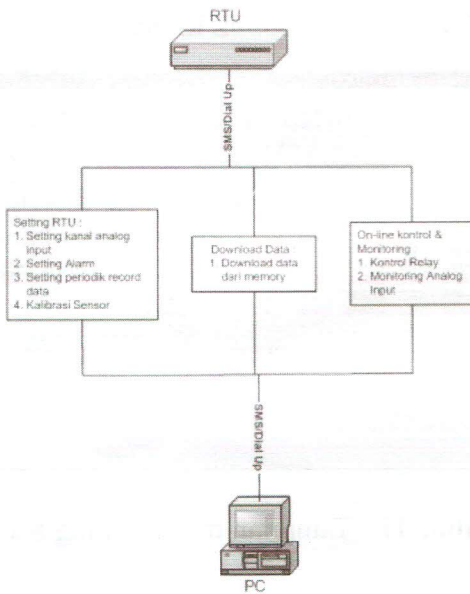 RTU
SMS/Dial Up
Setting RTU :
1. Setting kanal analog
input
2. Setting Alarm
3. Setting periodik record
data
4. Kalibrasi Sensor
Download Data
1. Download data
dari memory
On-line kontrol &
Monitoring
1. Kontrol Relay
2. Monitoring Analog
Input
SMS/Dial Up
PC